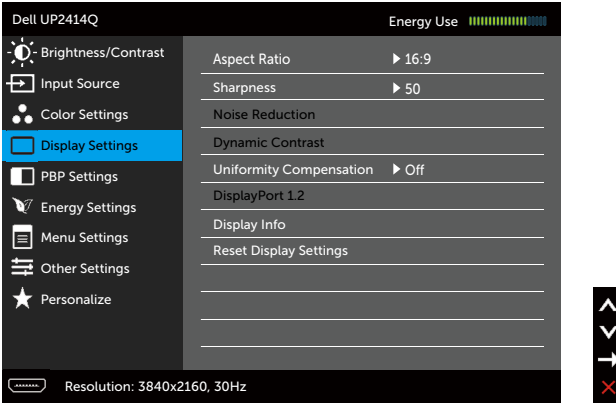 Dell UP2414Q
Energy Use
Brightness/Contrast
Input Source
Color Settings
Display Settings
PBP Settings
Energy Settings
Menu Settings
Other Settings
Personalize
Aspect Ratio 16:9
Sharpness 50
Noise Reduction
Dynamic Contrast
Uniformity Compensation Off
DisplayPort 1.2
Display Info
Reset Display Settings
Resolution: 3840x2160, 30Hz